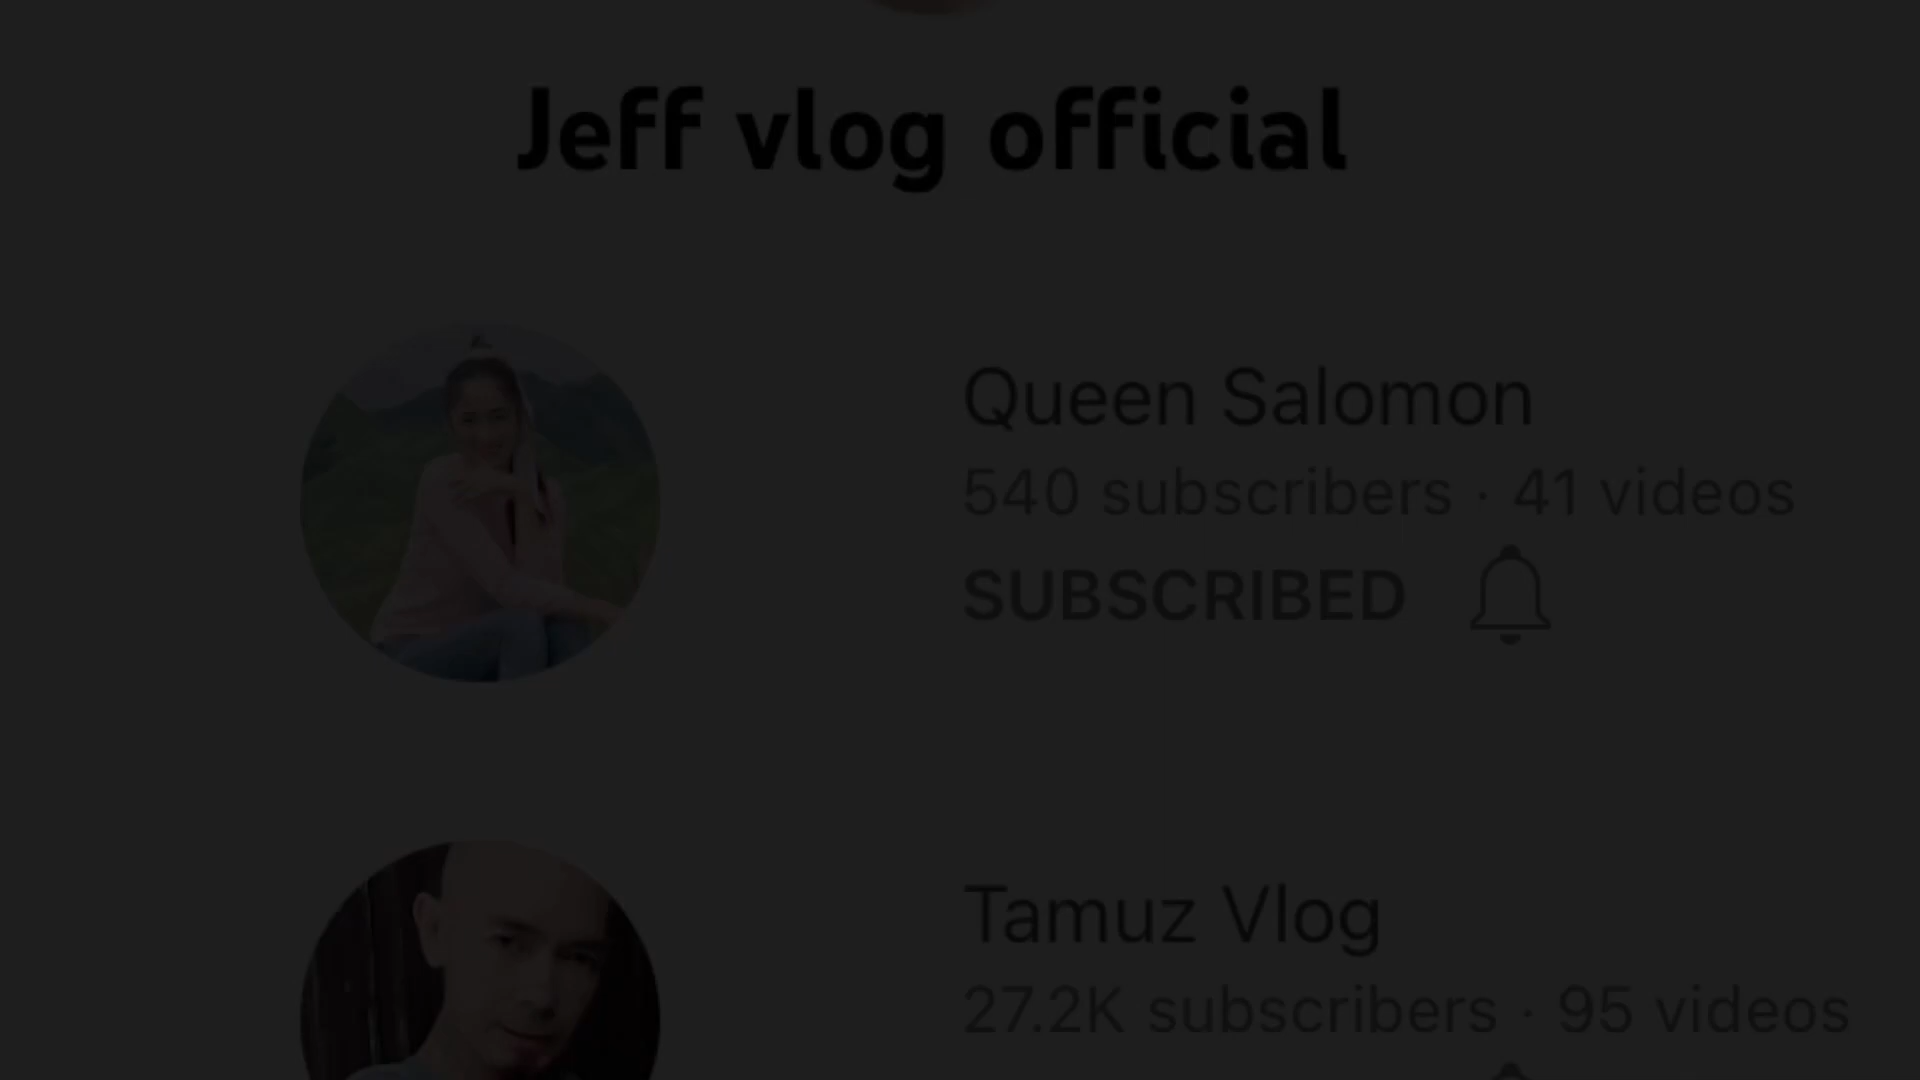 Jeff vlog official
Queen Salomon
540 subscribers · 41 videos
SUBSCRIBED
Tamuz Vlog
27.2K subscribers · 95 videos